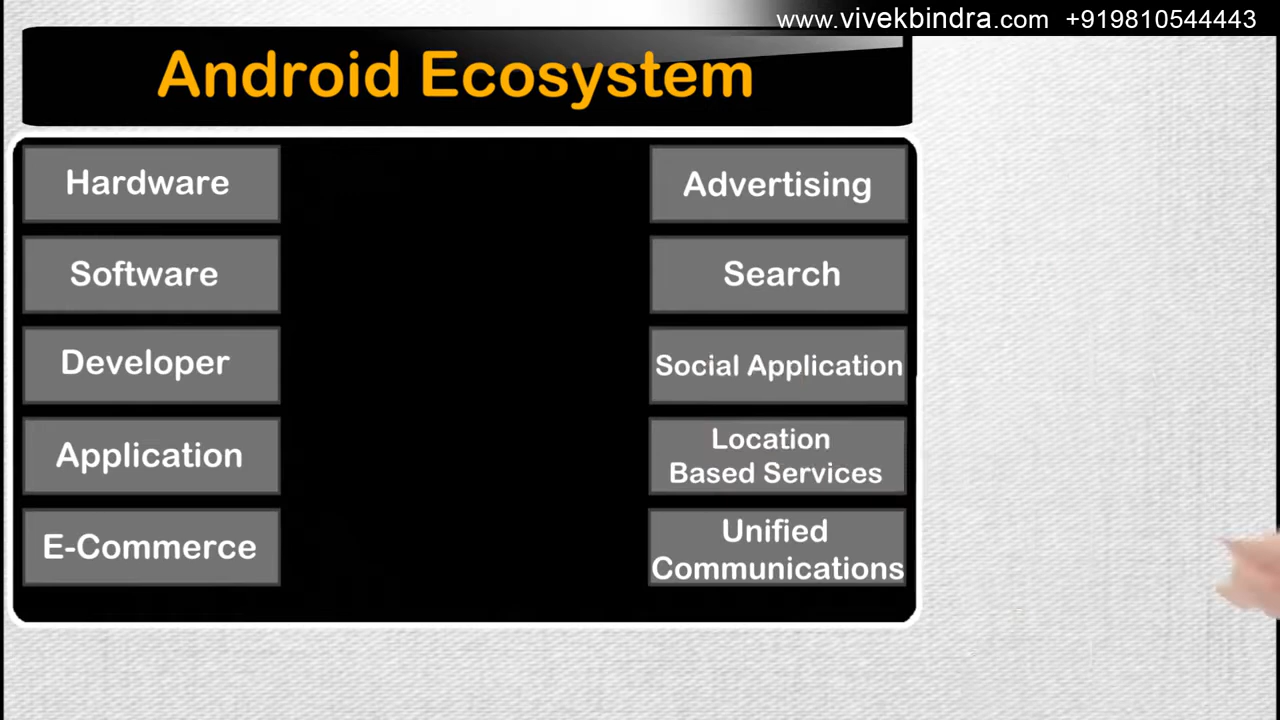 www.vivekbindra.com +919810544443
Android Ecosystem
Hardware
Software
Developer
Application
E-Commerce
Advertising
Search
Social Application
Location
Based Services
Unified
Communications